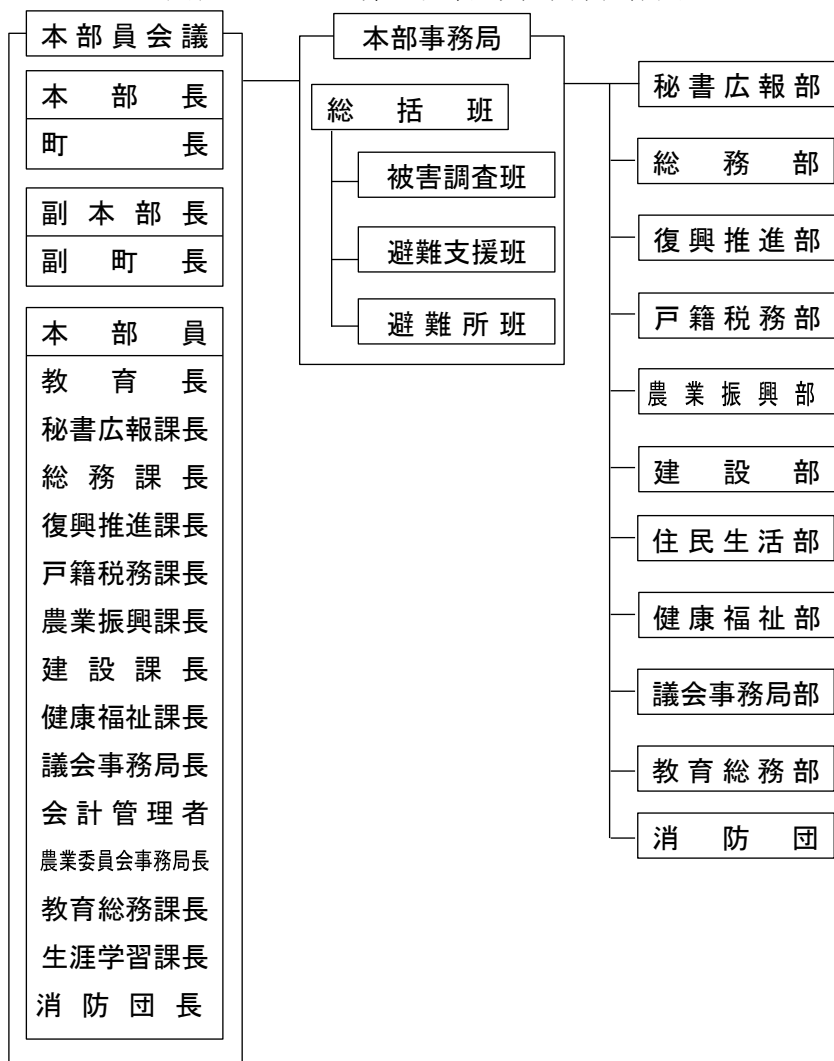 本部員会議
本部長
町長
副本部長
副町長
本部員
教育長
秘書広報課長
総務課長
復興推進課長
戸籍税務課長
農業振興課長
建設課長
健康福祉課長
議会事務局長
会計管理者
農業委員会事務局長
教育総務課長
生涯学習課長
消防団長
本部事務局
総括班
被害調査班
避難支援班
避難所班
秘書広報部
総務部
復興推進部
戸籍税務部
農業振興部
建設部
住民生活部
健康福祉部
議会事務局部
教育総務部
消防団